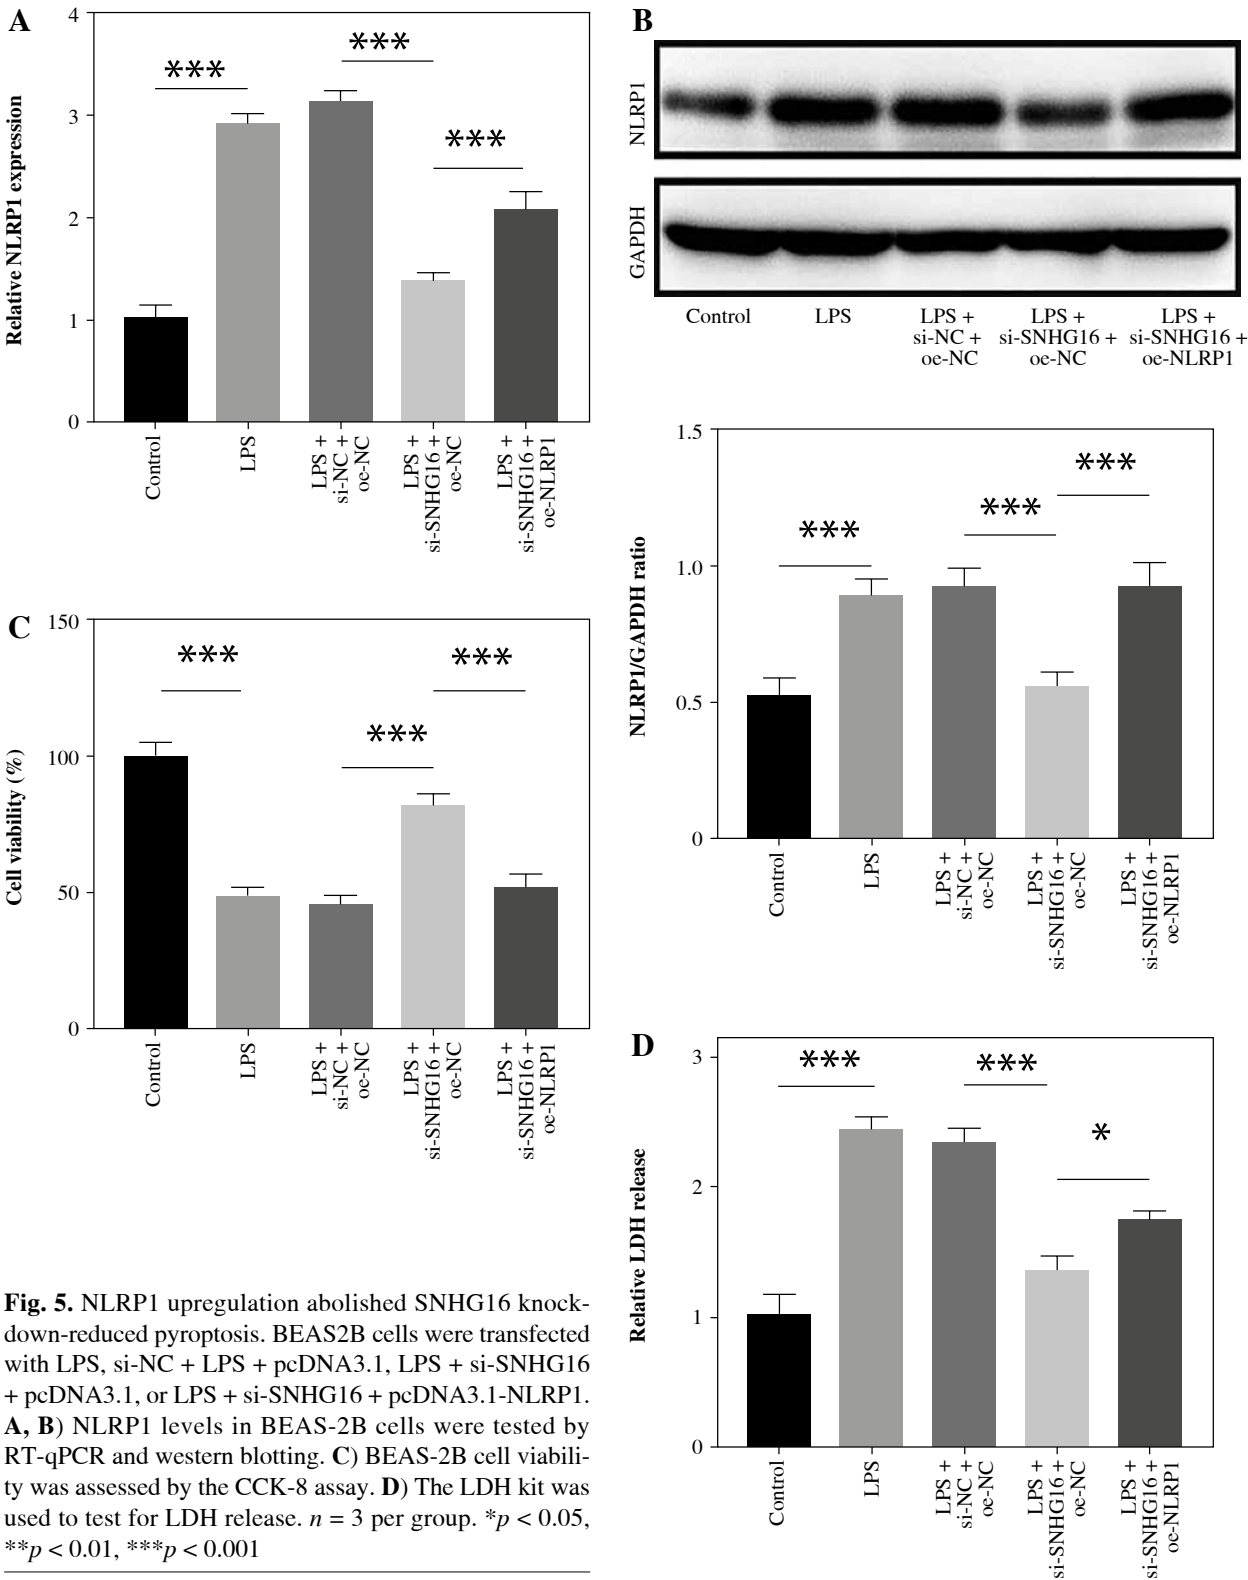 A
4
3
2
1
0
Relative NLRP1 expression
***
***
***
Control
LPS
LPS +
si-NC +
oe-NC
LPS +
si-SNHG16 +
oe-NC
LPS +
si-SNHG16 +
oe-NLRP1
B
NLRP1
GAPDH
Control
LPS
LPS +
si-NC +
oe-NC
LPS +
si-SNHG16 +
oe-NC
LPS +
si-SNHG16 +
oe-NLRP1
1.5
1.0
0.5
0
NLRP1/GAPDH ratio
***
***
***
Control
LPS
LPS +
si-NC +
oe-NC
LPS +
si-SNHG16 +
oe-NC
LPS +
si-SNHG16 +
oe-NLRP1
C
150
100
50
0
Cell viability (%)
***
***
***
Control
LPS
LPS +
si-NC +
oe-NC
LPS +
si-SNHG16 +
oe-NC
LPS +
si-SNHG16 +
oe-NLRP1
D
3
2
1
0
Relative LDH release
***
***
*
Control
LPS
LPS +
si-NC +
oe-NC
LPS +
si-SNHG16 +
oe-NC
LPS +
si-SNHG16 +
oe-NLRP1
Fig. 5. NLRP1 upregulation abolished SNHG16 knock-
down-reduced pyroptosis. BEAS2B cells were transfected
with LPS, si-NC + LPS + pcDNA3.1, LPS + si-SNHG16
+ pcDNA3.1, or LPS + si-SNHG16 + pcDNA3.1-NLRP1.
A, B) NLRP1 levels in BEAS-2B cells were tested by
RT-qPCR and western blotting. C) BEAS-2B cell viabili-
ty was assessed by the CCK-8 assay. D) The LDH kit was
used to test for LDH release. n = 3 per group. *p < 0.05,
**p < 0.01, ***p < 0.001